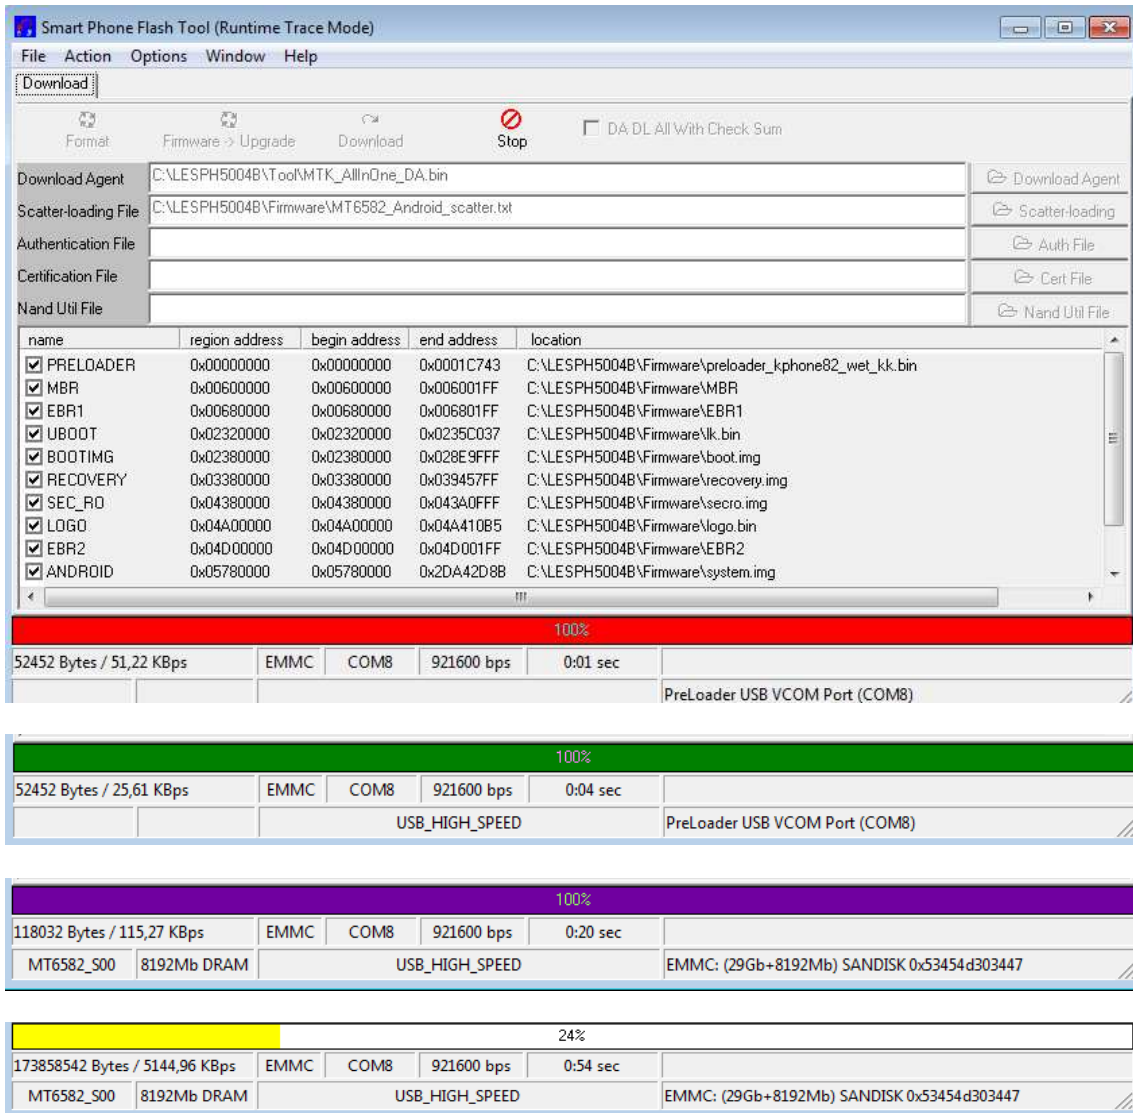 Smart Phone Flash Tool (Runtime Trace Mode)
File Action Options Window Help
Download
Format Firmware -> Upgrade Download Stop DA DL All With Check Sum
Download Agent C:\LESPH5004B\Tool\MTK_AllInOne_DA.bin Download Agent
Scatter-loading File C:\LESPH5004B\Firmware\MT6582_Android_scatter.txt Scatter-loading
Authentication File Auth File
Certification File Cert File
Nand Util File Nand Util File
name region address begin address end address location
PRELOADER 0x00000000 0x00000000 0x0001C743 C:\LESPH5004B\Firmware\preloader_kphone82_wet_kk.bin
MBR 0x00600000 0x00600000 0x006001FF C:\LESPH5004B\Firmware\MBR
EBR1 0x00680000 0x00680000 0x006801FF C:\LESPH5004B\Firmware\EBR1
UBOOT 0x02320000 0x02320000 0x0235C037 C:\LESPH5004B\Firmware\lk.bin
BOOTIMG 0x02380000 0x02380000 0x028E9FFF C:\LESPH5004B\Firmware\boot.img
RECOVERY 0x03380000 0x03380000 0x039457FF C:\LESPH5004B\Firmware\recovery.img
SEC_RO 0x04380000 0x04380000 0x043A0FFF C:\LESPH5004B\Firmware\secro.img
LOGO 0x04A00000 0x04A00000 0x04A410B5 C:\LESPH5004B\Firmware\logo.bin
EBR2 0x04D00000 0x04D00000 0x04D001FF C:\LESPH5004B\Firmware\EBR2
ANDROID 0x05780000 0x05780000 0x2DA42D8B C:\LESPH5004B\Firmware\system.img
100%
52452 Bytes / 51,22 KBps EMMC COM8 921600 bps 0:01 sec
PreLoader USB VCOM Port (COM8)
100%
52452 Bytes / 25,61 KBps EMMC COM8 921600 bps 0:04 sec
USB_HIGH_SPEED PreLoader USB VCOM Port (COM8)
100%
118032 Bytes / 115,27 KBps EMMC COM8 921600 bps 0:20 sec
MT6582_S00 8192Mb DRAM USB_HIGH_SPEED EMMC: (29Gb+8192Mb) SANDISK 0x53454d303447
24%
173858542 Bytes / 5144,96 KBps EMMC COM8 921600 bps 0:54 sec
MT6582_S00 8192Mb DRAM USB_HIGH_SPEED EMMC: (29Gb+8192Mb) SANDISK 0x53454d303447